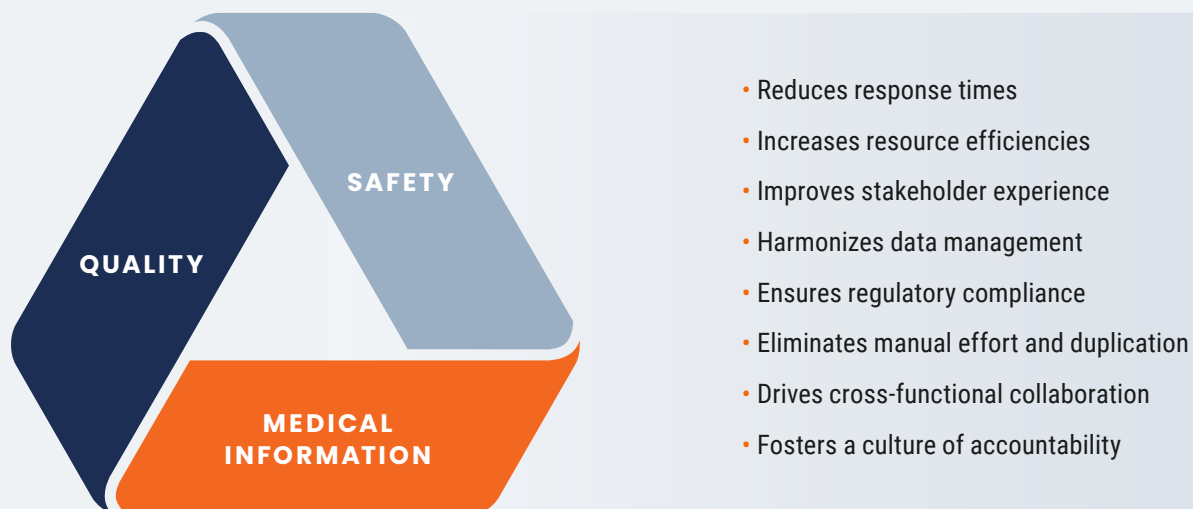 SAFETY
QUALITY
MEDICAL
INFORMATION
• Reduces response times
• Increases resource efficiencies
• Improves stakeholder experience
• Harmonizes data management
• Ensures regulatory compliance
• Eliminates manual effort and duplication
• Drives cross-functional collaboration
• Fosters a culture of accountability